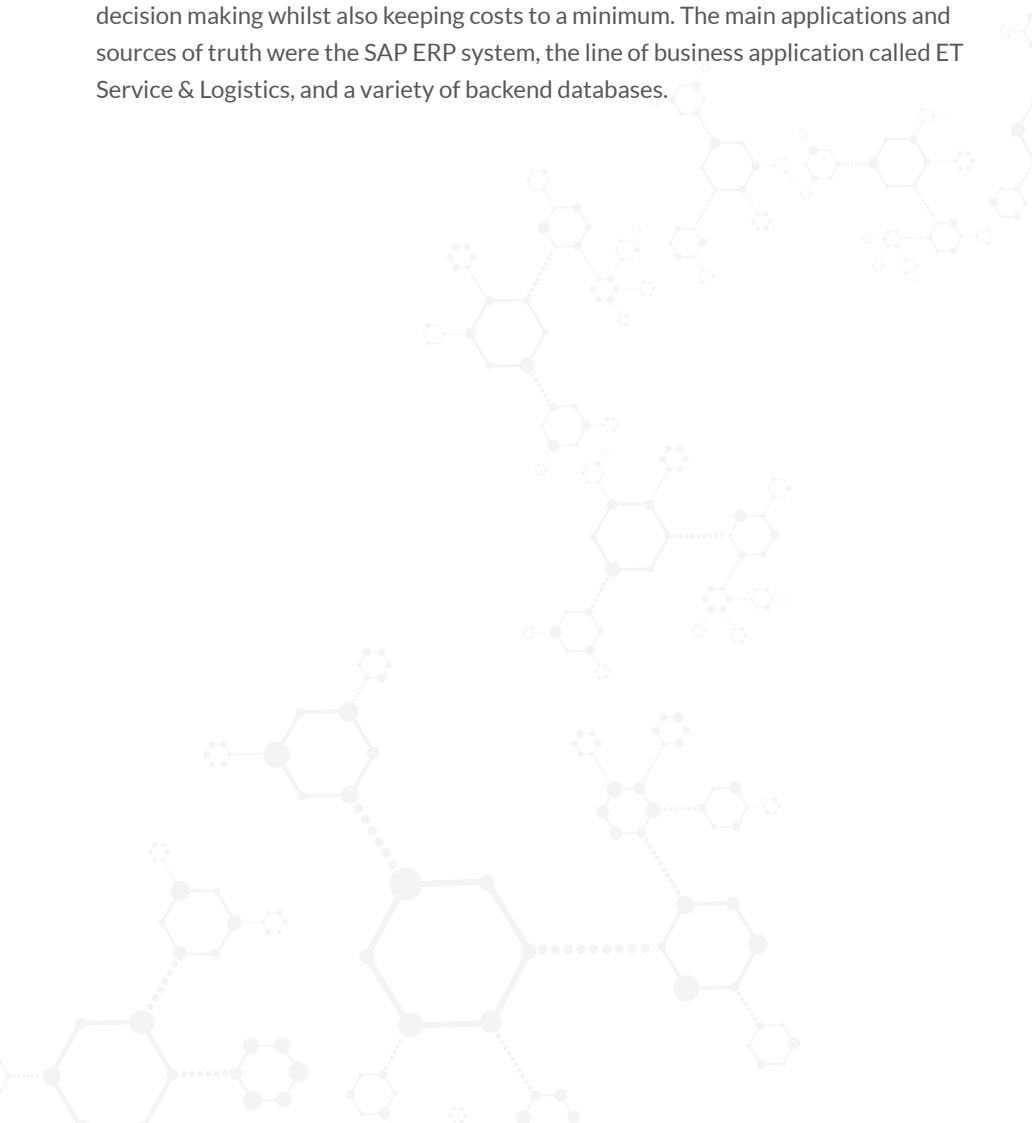 decision making whilst also keeping costs to a minimum. The main applications and
sources of truth were the SAP ERP system, the line of business application called ET
Service & Logistics, and a variety of backend databases.